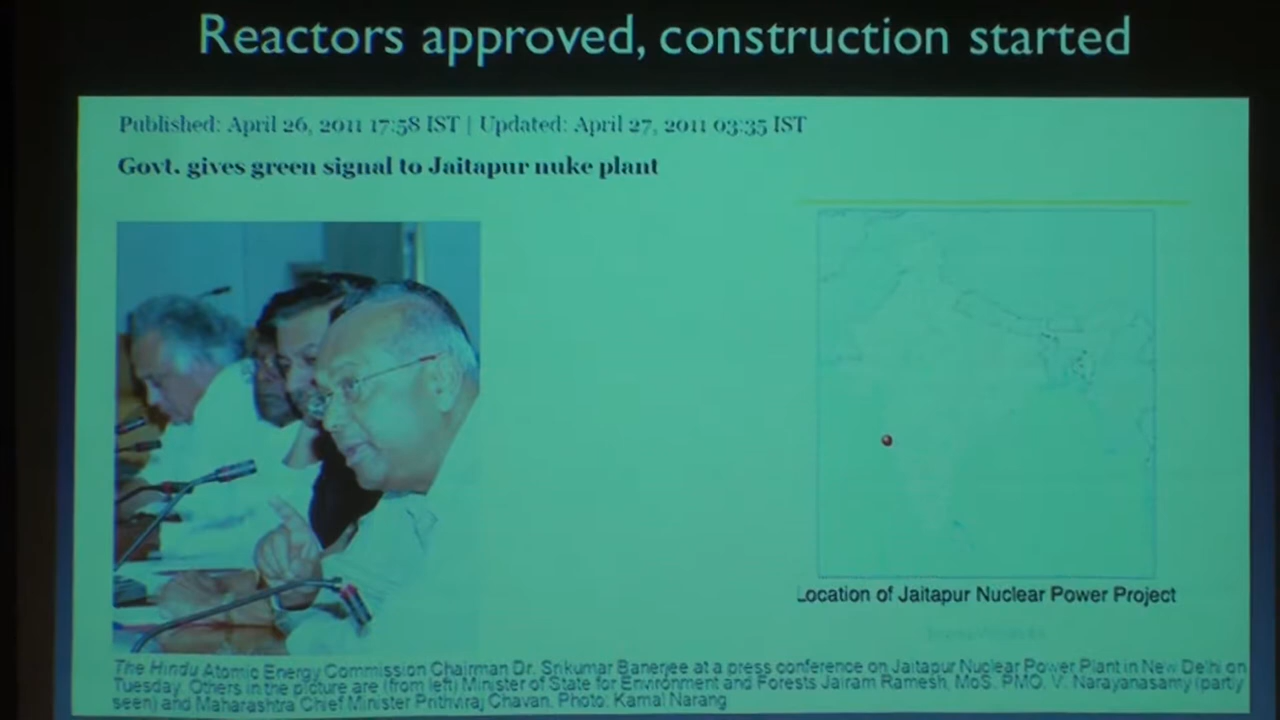 Reactors approved, construction started
Published: April 26, 2011 17:58 IST | Updated: April 27, 2011 03:35 IST
Govt. gives green signal to Jaitapur nuke plant
Location of Jaitapur Nuclear Power Project
The Hindu Atomic Energy Commission Chairman Dr. Srikumar Banerjee at a press conference on Jaitapur Nuclear Power Plant in New Delhi on
Tuesday. Others in the picture are (from left) Minister of State for Environment and Forests Jairam Ramesh, MoS, PMO, V. Narayanasamy (partly
seen) and Maharashtra Chief Minister Prithviraj Chavan. Photo: Kamal Narang